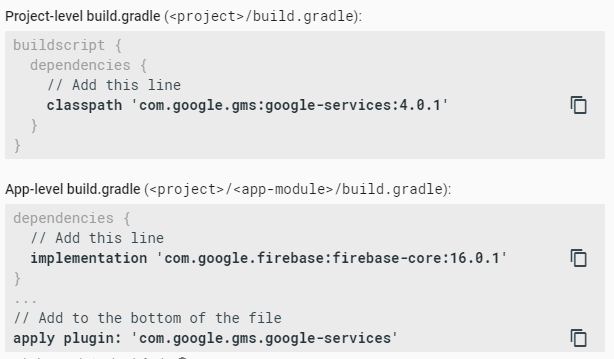 Project-level build.gradle (<project>/build.gradle):
buildscript {
dependencies {
// Add this line
classpath 'com.google.gms:google-services:4.0.1'
}
}
App-level build.gradle (<project>/<app-module>/build.gradle):
dependencies {
// Add this line
implementation 'com.google.firebase:firebase-core:16.0.1'
}
...
// Add to the bottom of the file
apply plugin: 'com.google.gms.google-services'